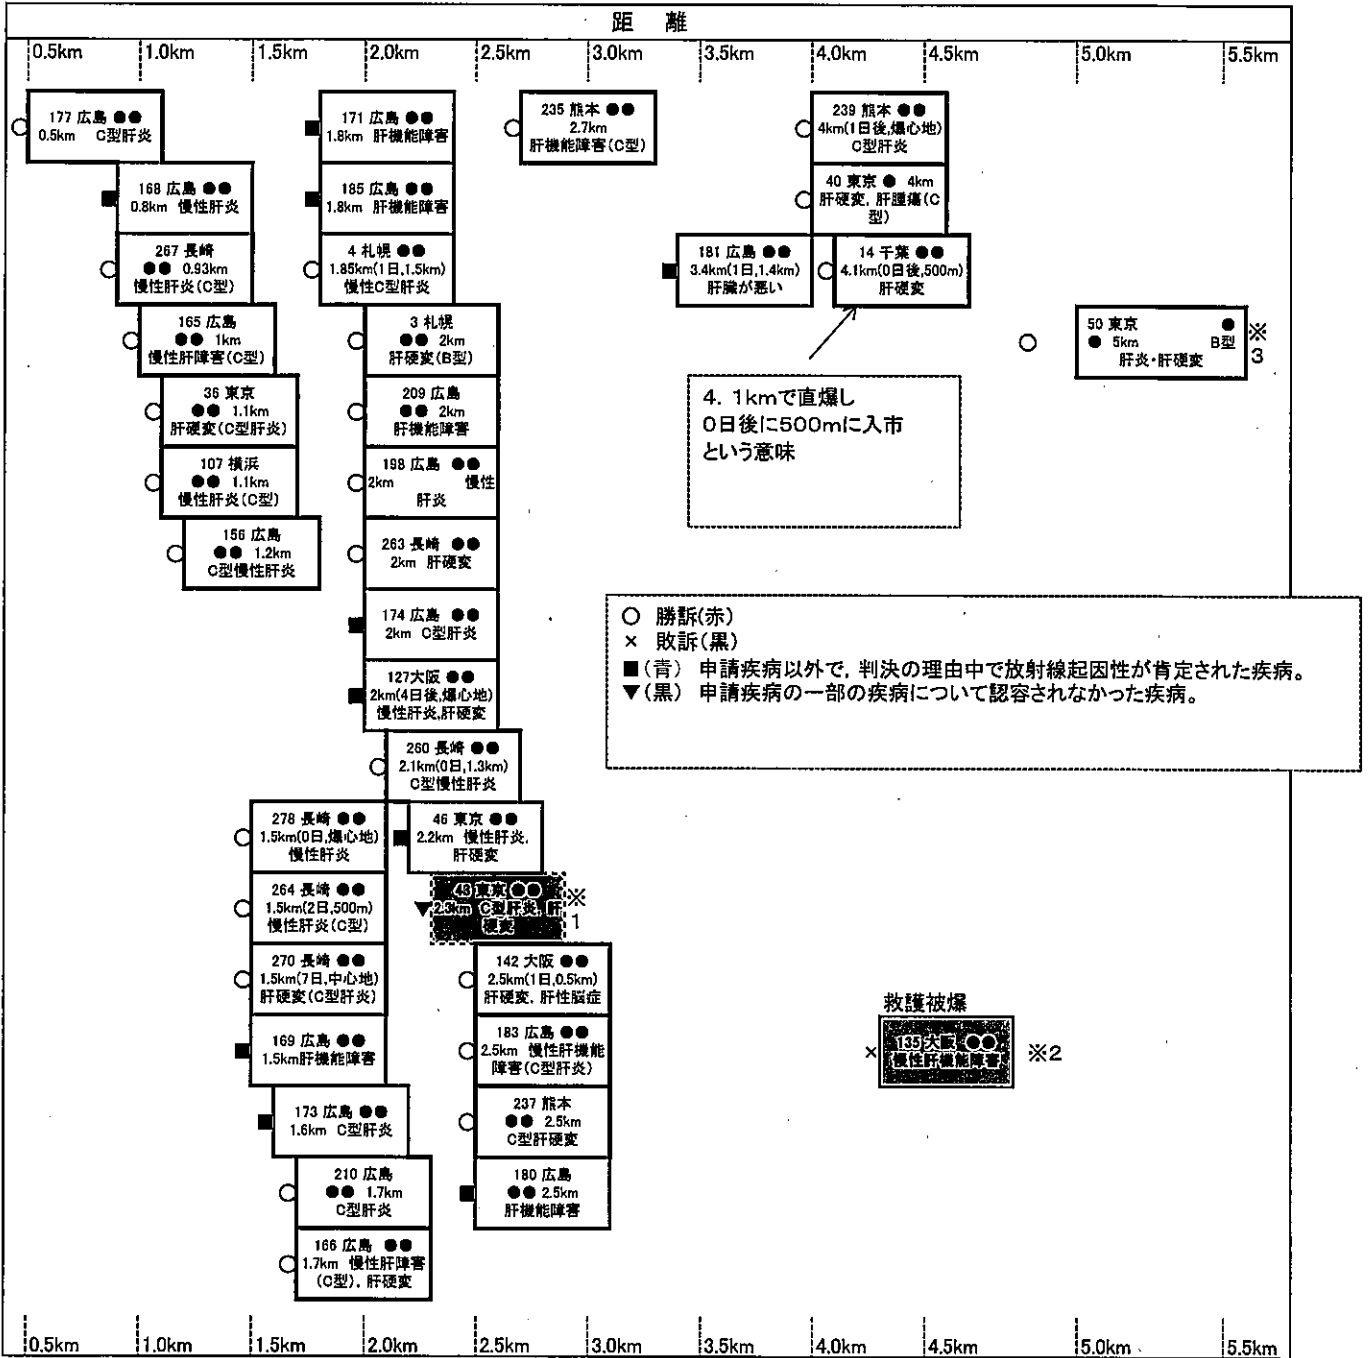 距 離
0.5km 1.0km 1.5km 2.0km 2.5km 3.0km 3.5km 4.0km 4.5km 5.0km 5.5km
○ 177 広島 ●●
0.5km C型肝炎
■ 168 広島 ●●
0.8km 慢性肝炎
○ 267 長崎
●● 0.93km
慢性肝炎(C型)
○ 165 広島
●● 1km
慢性肝障害(C型)
○ 36 東京
●● 1.1km
肝硬変(C型肝炎)
○ 107 横浜
●● 1.1km
慢性肝炎(C型)
○ 156 広島
●● 1.2km
C型慢性肝炎
■ 171 広島 ●●
1.8km 肝機能障害
■ 185 広島 ●●
1.8km 肝機能障害
○ 4 札幌 ●●
1.85km(1日,1.5km)
慢性C型肝炎
○ 3 札幌
●● 2km
肝硬変(B型)
○ 209 広島
●● 2km
肝機能障害
○ 198 広島 ●●
2km 慢性
肝炎
○ 263 長崎 ●●
2km 肝硬変
■ 174 広島 ●●
2km C型肝炎
■ 127大阪 ●●
2km(4日後,爆心地)
慢性肝炎,肝硬変
○ 260 長崎 ●●
2.1km(0日,1.3km)
C型慢性肝炎
○ 278 長崎 ●●
1.5km(0日,爆心地)
慢性肝炎
■ 46 東京 ●●
2.2km 慢性肝炎,
肝硬変
○ 264 長崎 ●●
1.5km(2日,500m)
慢性肝炎(C型)
▼ 43 東京 ●●
2.3km C型肝炎,肝
硬変
※
1
○ 270 長崎 ●●
1.5km(7日,中心地)
肝硬変(C型肝炎)
■ 169 広島 ●●
1.5km肝機能障害
■ 173 広島 ●●
1.6km C型肝炎
○ 210 広島
●● 1.7km
C型肝炎
○ 166 広島 ●●
1.7km 慢性肝障害
(C型),肝硬変
○ 142 大阪 ●●
2.5km(1日,0.5km)
肝硬変,肝性脳症
○ 183 広島 ●●
2.5km 慢性肝機能
障害(C型肝炎)
○ 237 熊本
●● 2.5km
C型肝硬変
■ 180 広島
●● 2.5km
肝機能障害
○ 235 熊本 ●●
2.7km
肝機能障害(C型)
○ 239 熊本 ●●
4km(1日後,爆心地)
C型肝炎
○ 40 東京 ● 4km
肝硬変,肝腫瘍(C
型)
■ 181 広島 ●●
3.4km(1日,1.4km)
肝臓が悪い
○ 14 千葉 ●●
4.1km(0日後,500m)
肝硬変
○ 50 東京 ●
● 5km B型
肝炎・肝硬変
※
3
4.1kmで直爆し
0日後に500mに入市
という意味
○ 勝訴(赤)
× 敗訴(黒)
■(青) 申請疾病以外で,判決の理由中で放射線起因性が肯定された疾病。
▼(黒) 申請疾病の一部の疾病について認容されなかった疾病。
救護被爆
× 135 大阪 ●●
慢性肝機能障害
※2
0.5km 1.0km 1.5km 2.0km 2.5km 3.0km 3.5km 4.0km 4.5km 5.0km 5.5km